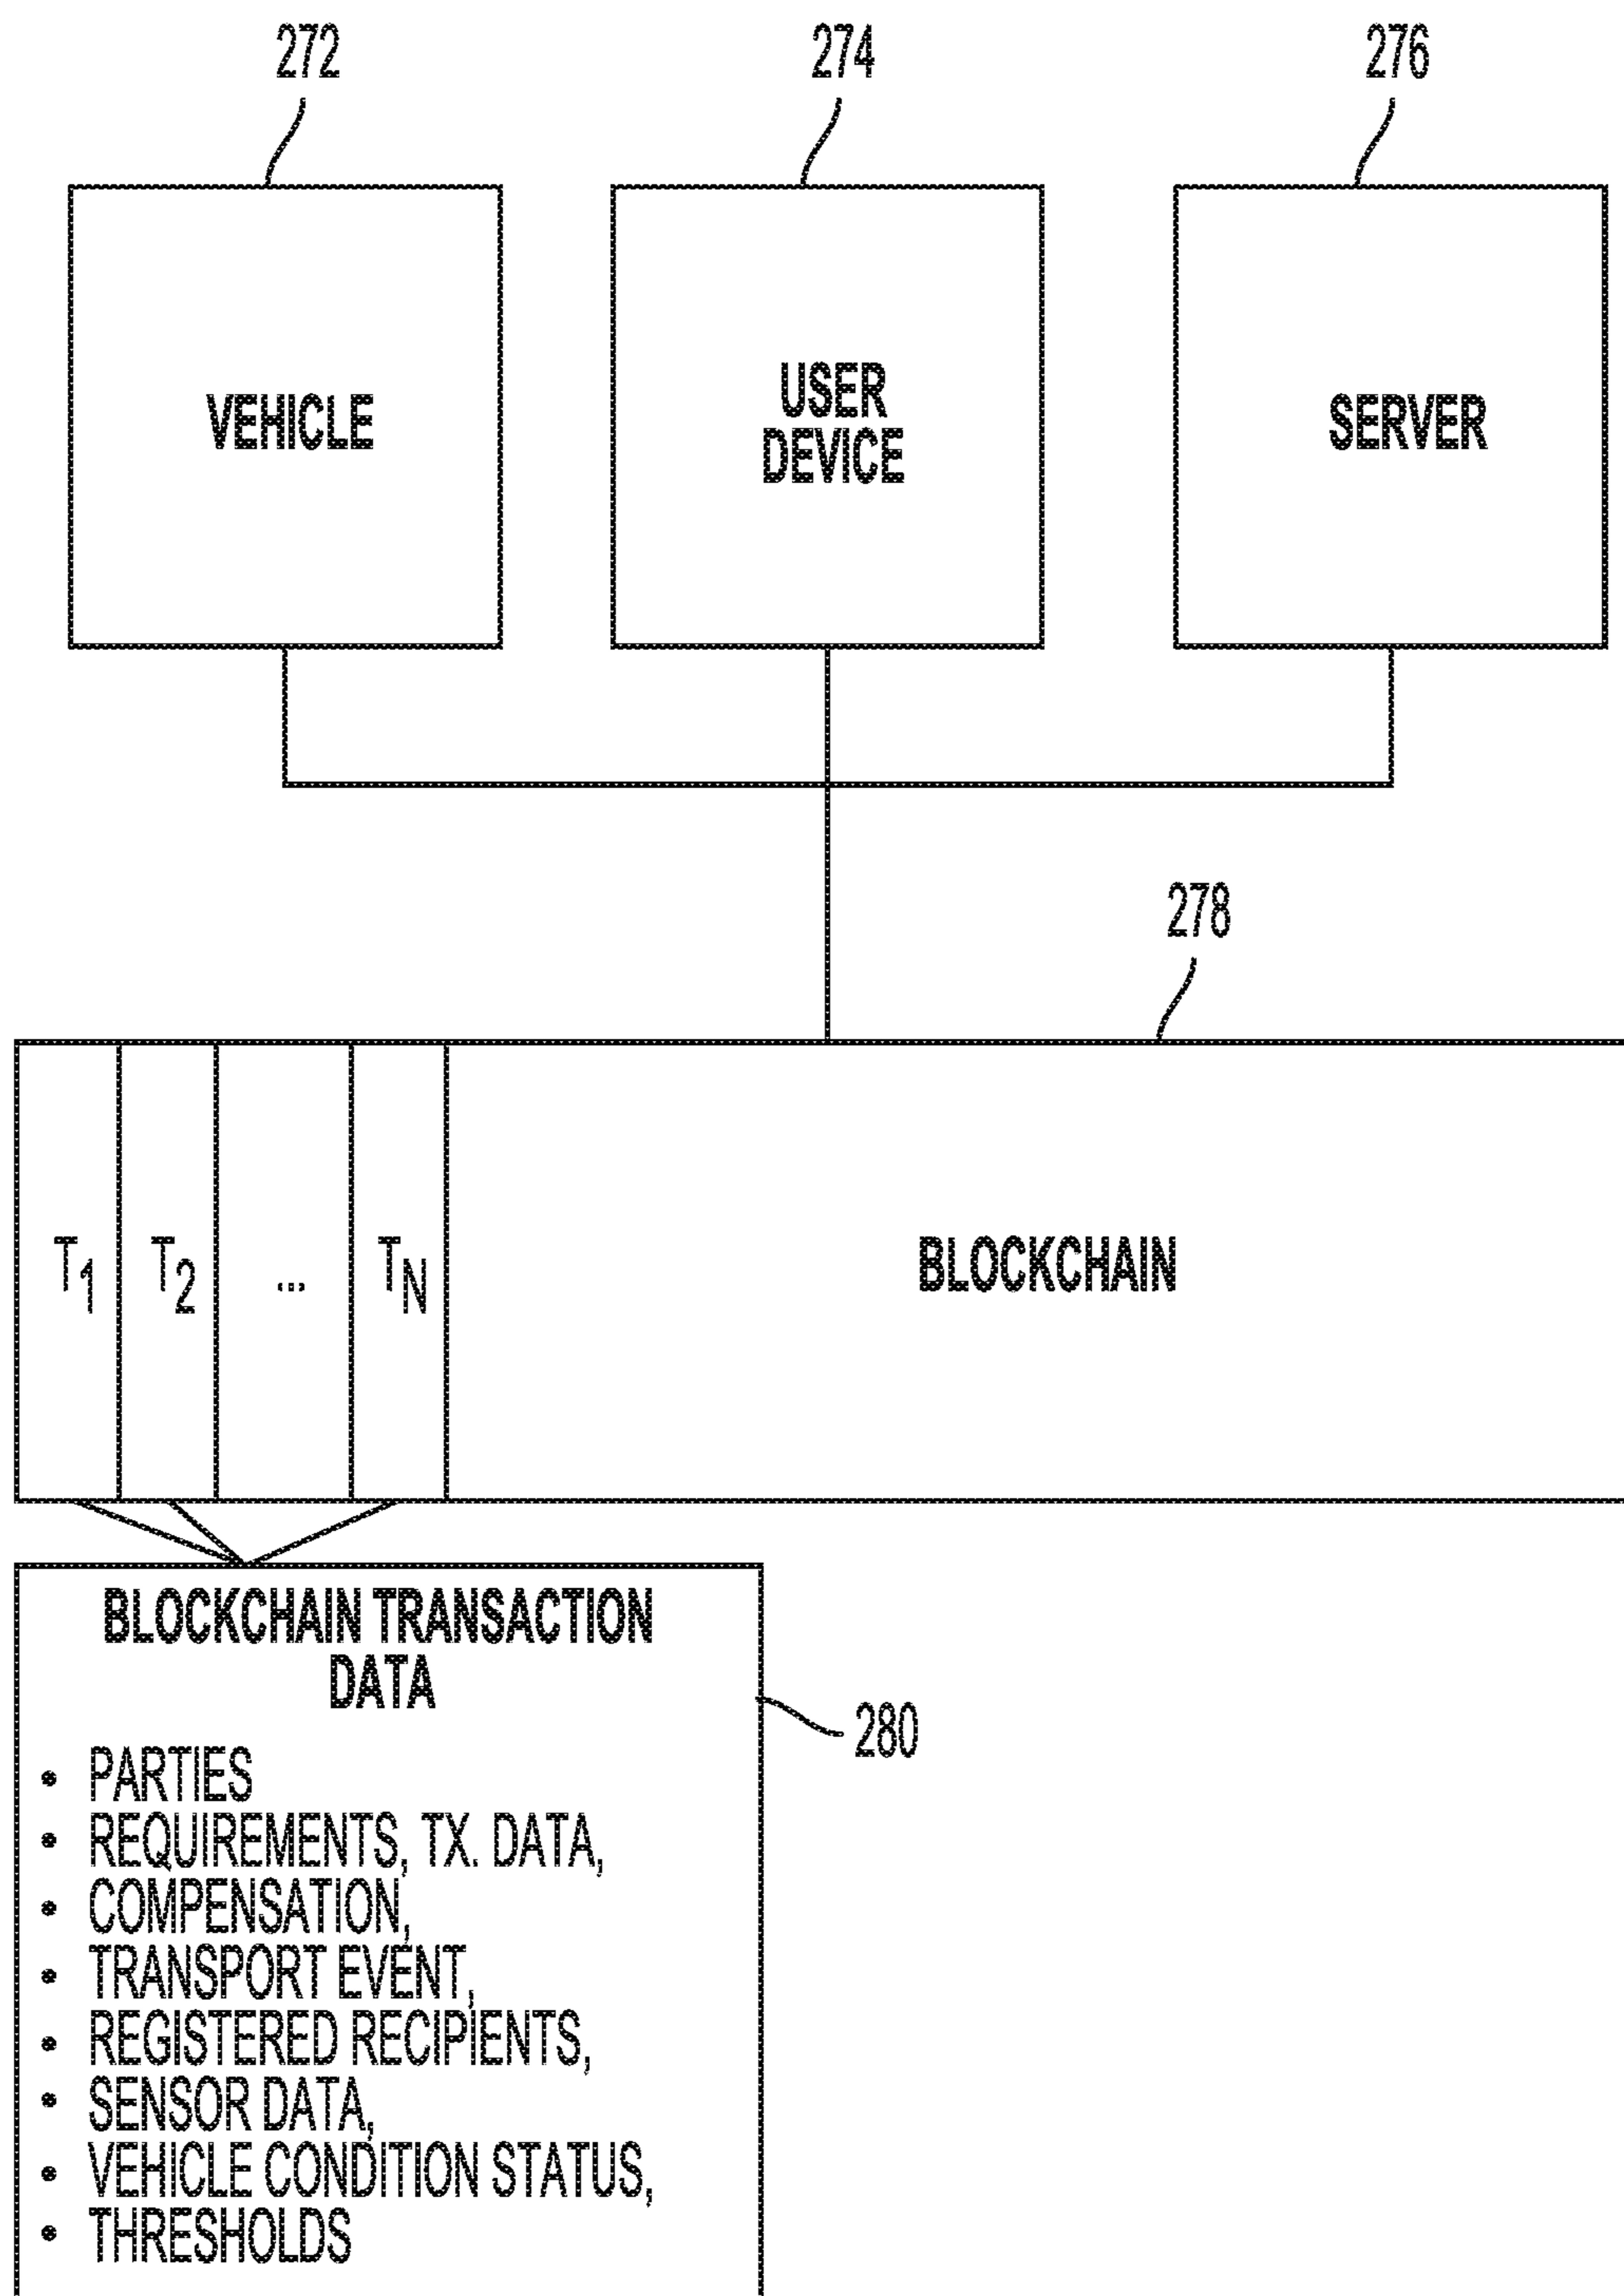 272
274
276
VEHICLE
USER
DEVICE
SERVER
278
T1
T2
...
TN
BLOCKCHAIN
BLOCKCHAIN TRANSACTION
DATA
280
• PARTIES
• REQUIREMENTS, TX. DATA,
• COMPENSATION,
• TRANSPORT EVENT,
• REGISTERED RECIPIENTS,
• SENSOR DATA,
• VEHICLE CONDITION STATUS,
• THRESHOLDS